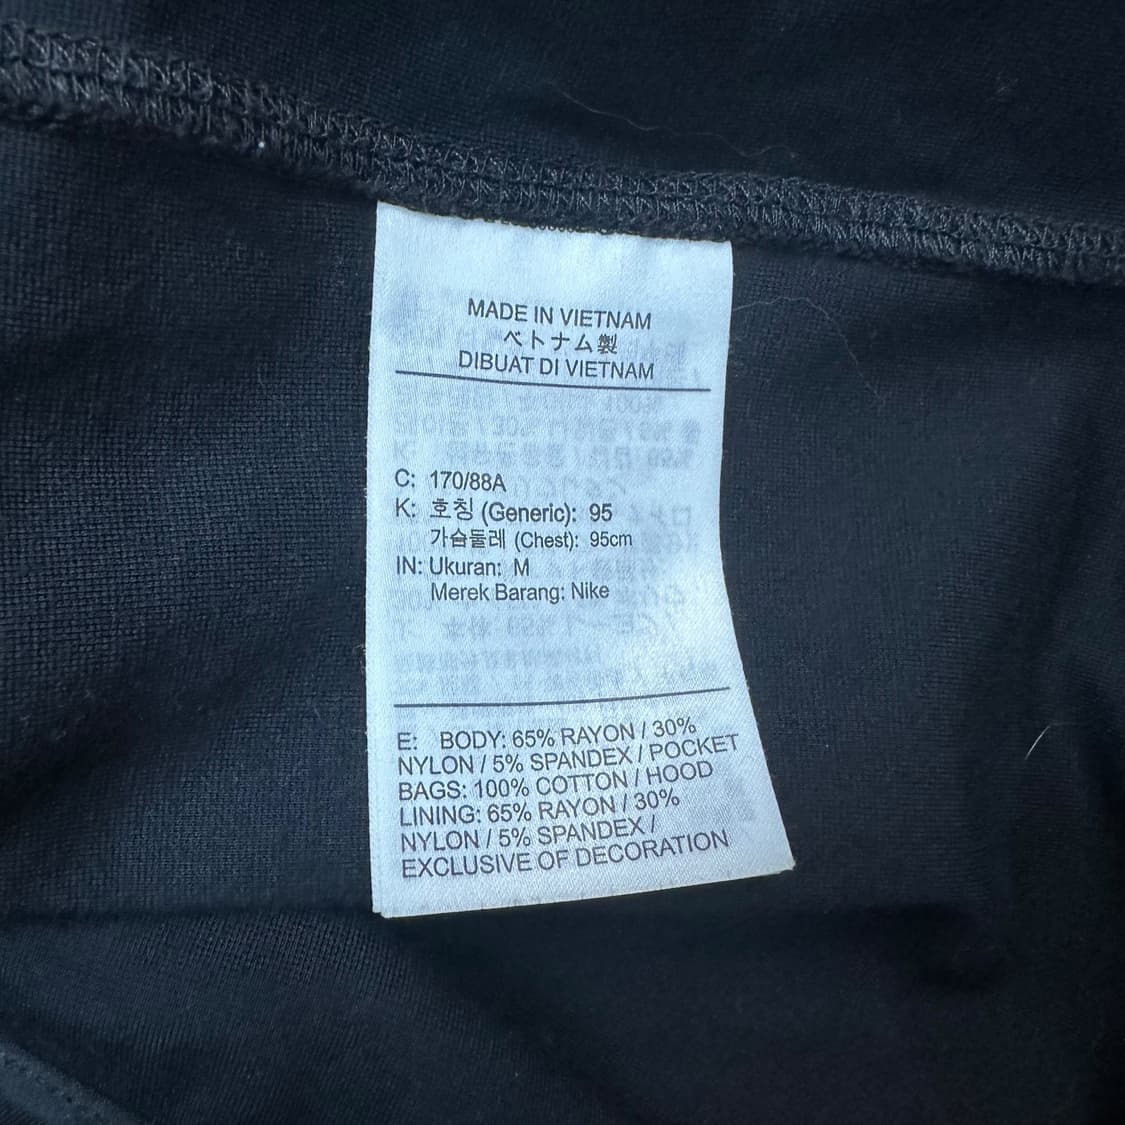 MADE IN VIETNAM
ベトナム製
DIBUAT DI VIETNAM
C: 170/88A
K: 호칭 (Generic): 95
가슴둘레 (Chest): 95cm
IN: Ukuran: M
Merek Barang: Nike
E: BODY: 65% RAYON / 30%
NYLON / 5% SPANDEX / POCKET
BAGS: 100% COTTON / HOOD
LINING: 65% RAYON / 30%
NYLON / 5% SPANDEX /
EXCLUSIVE OF DECORATION